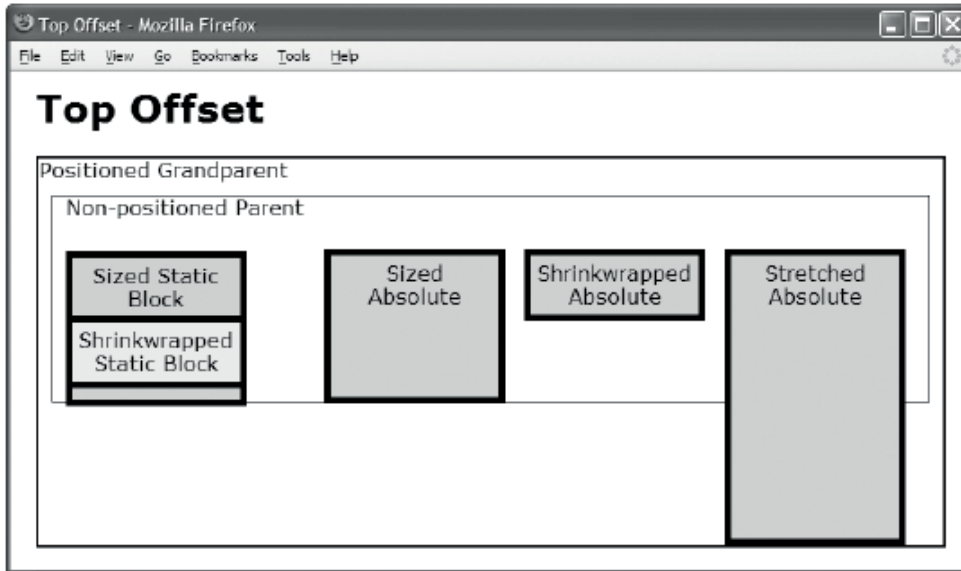 Top Offset - Mozilla Firefox
File Edit View Go Bookmarks Tools Help
Top Offset
Positioned Grandparent
Non-positioned Parent
Sized Static
Block
Shrinkwrapped
Static Block
Sized
Absolute
Shrinkwrapped
Absolute
Stretched
Absolute